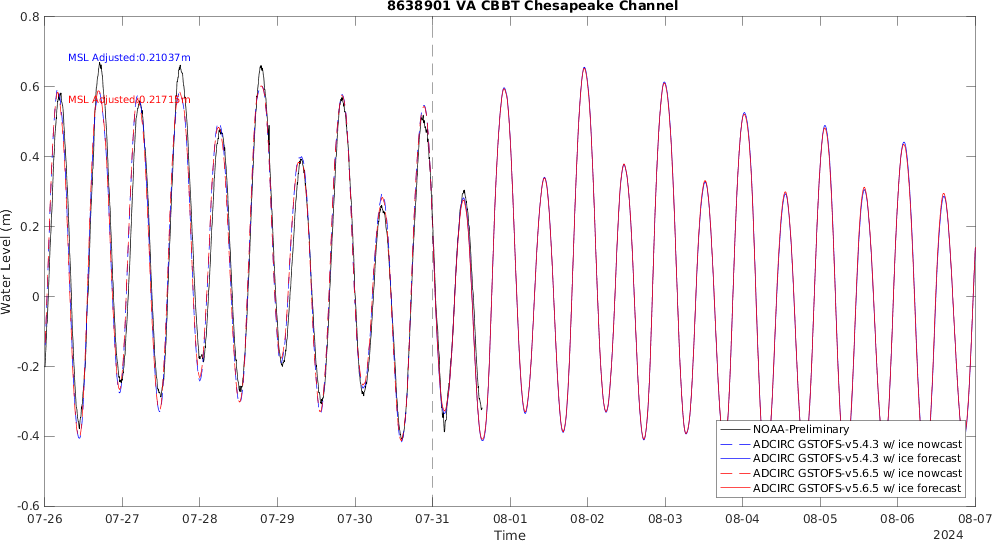 8638901 VA CBBT Chesapeake Channel
0.8
0.6
0.4
0.2
0
-0.2
-0.4
-0.6
Water Level (m)
MSL Adjusted:0.21037m
MSL Adjusted:0.21715m
NOAA-Preliminary
ADCIRC GSTOFS-v5.4.3 w/ ice nowcast
ADCIRC GSTOFS-v5.4.3 w/ ice forecast
ADCIRC GSTOFS-v5.6.5 w/ ice nowcast
ADCIRC GSTOFS-v5.6.5 w/ ice forecast
07-26 07-27 07-28 07-29 07-30 07-31 08-01 08-02 08-03 08-04 08-05 08-06 08-07
Time
2024